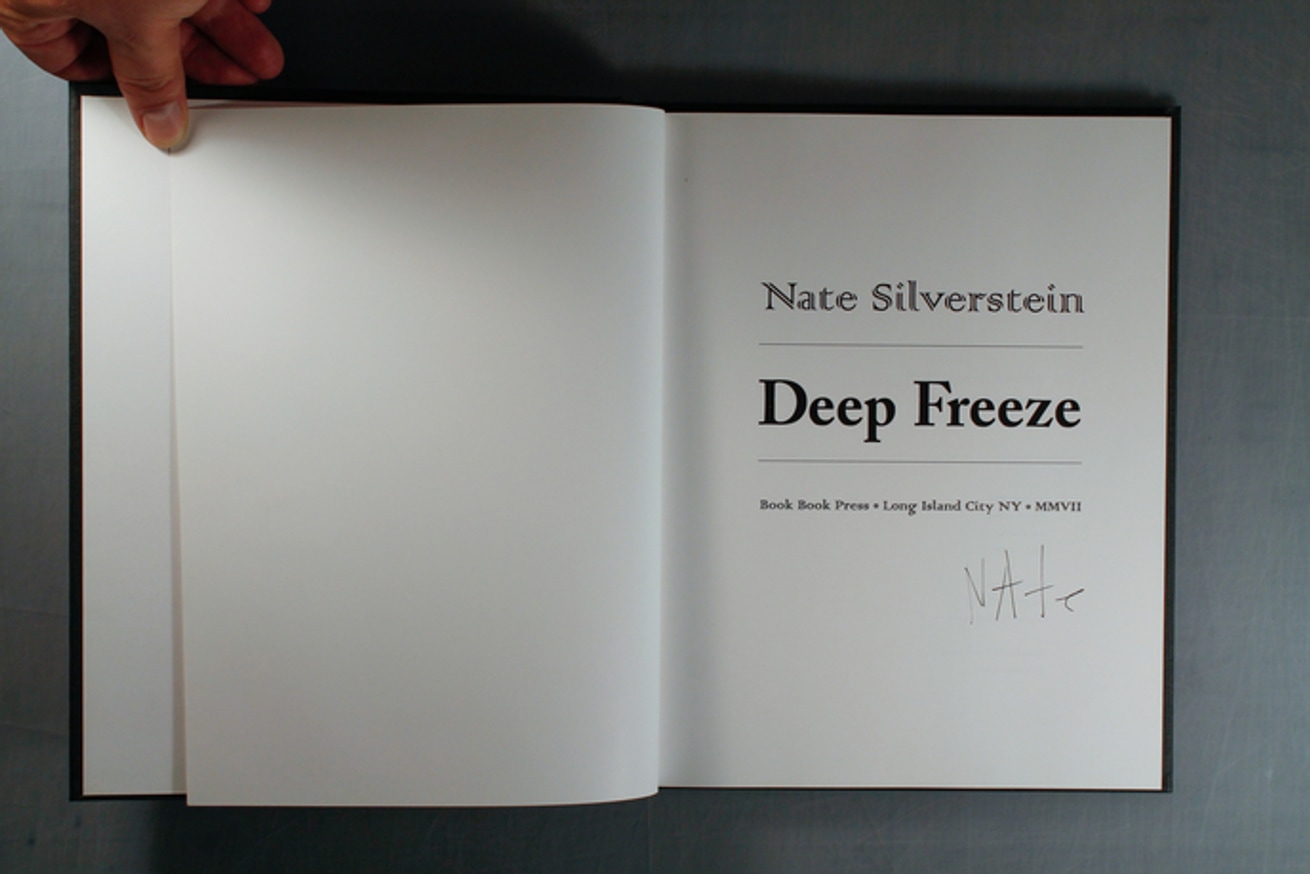 Nate Silverstein
Deep Freeze
Book Book Press • Long Island City NY • MMVII
NAte